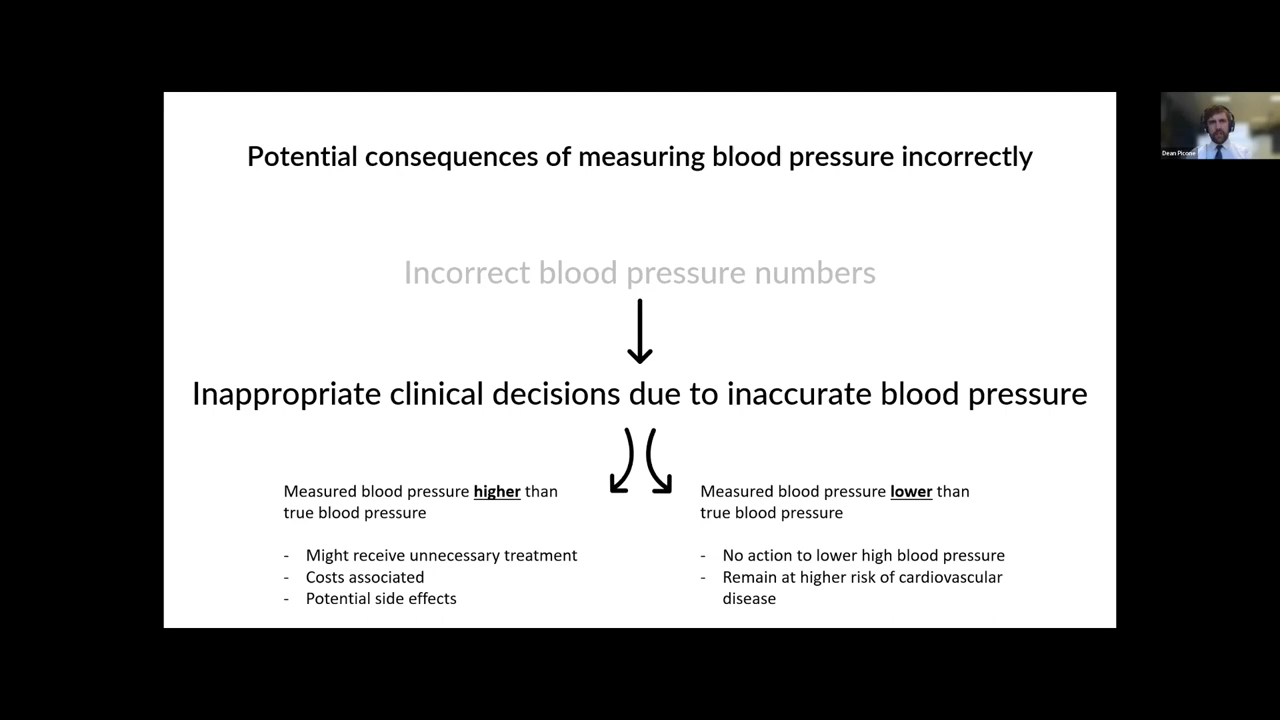 Potential consequences of measuring blood pressure incorrectly
Incorrect blood pressure numbers
Inappropriate clinical decisions due to inaccurate blood pressure
Measured blood pressure higher than
true blood pressure
- Might receive unnecessary treatment
- Costs associated
- Potential side effects
Measured blood pressure lower than
true blood pressure
- No action to lower high blood pressure
- Remain at higher risk of cardiovascular
disease
Dean Picone